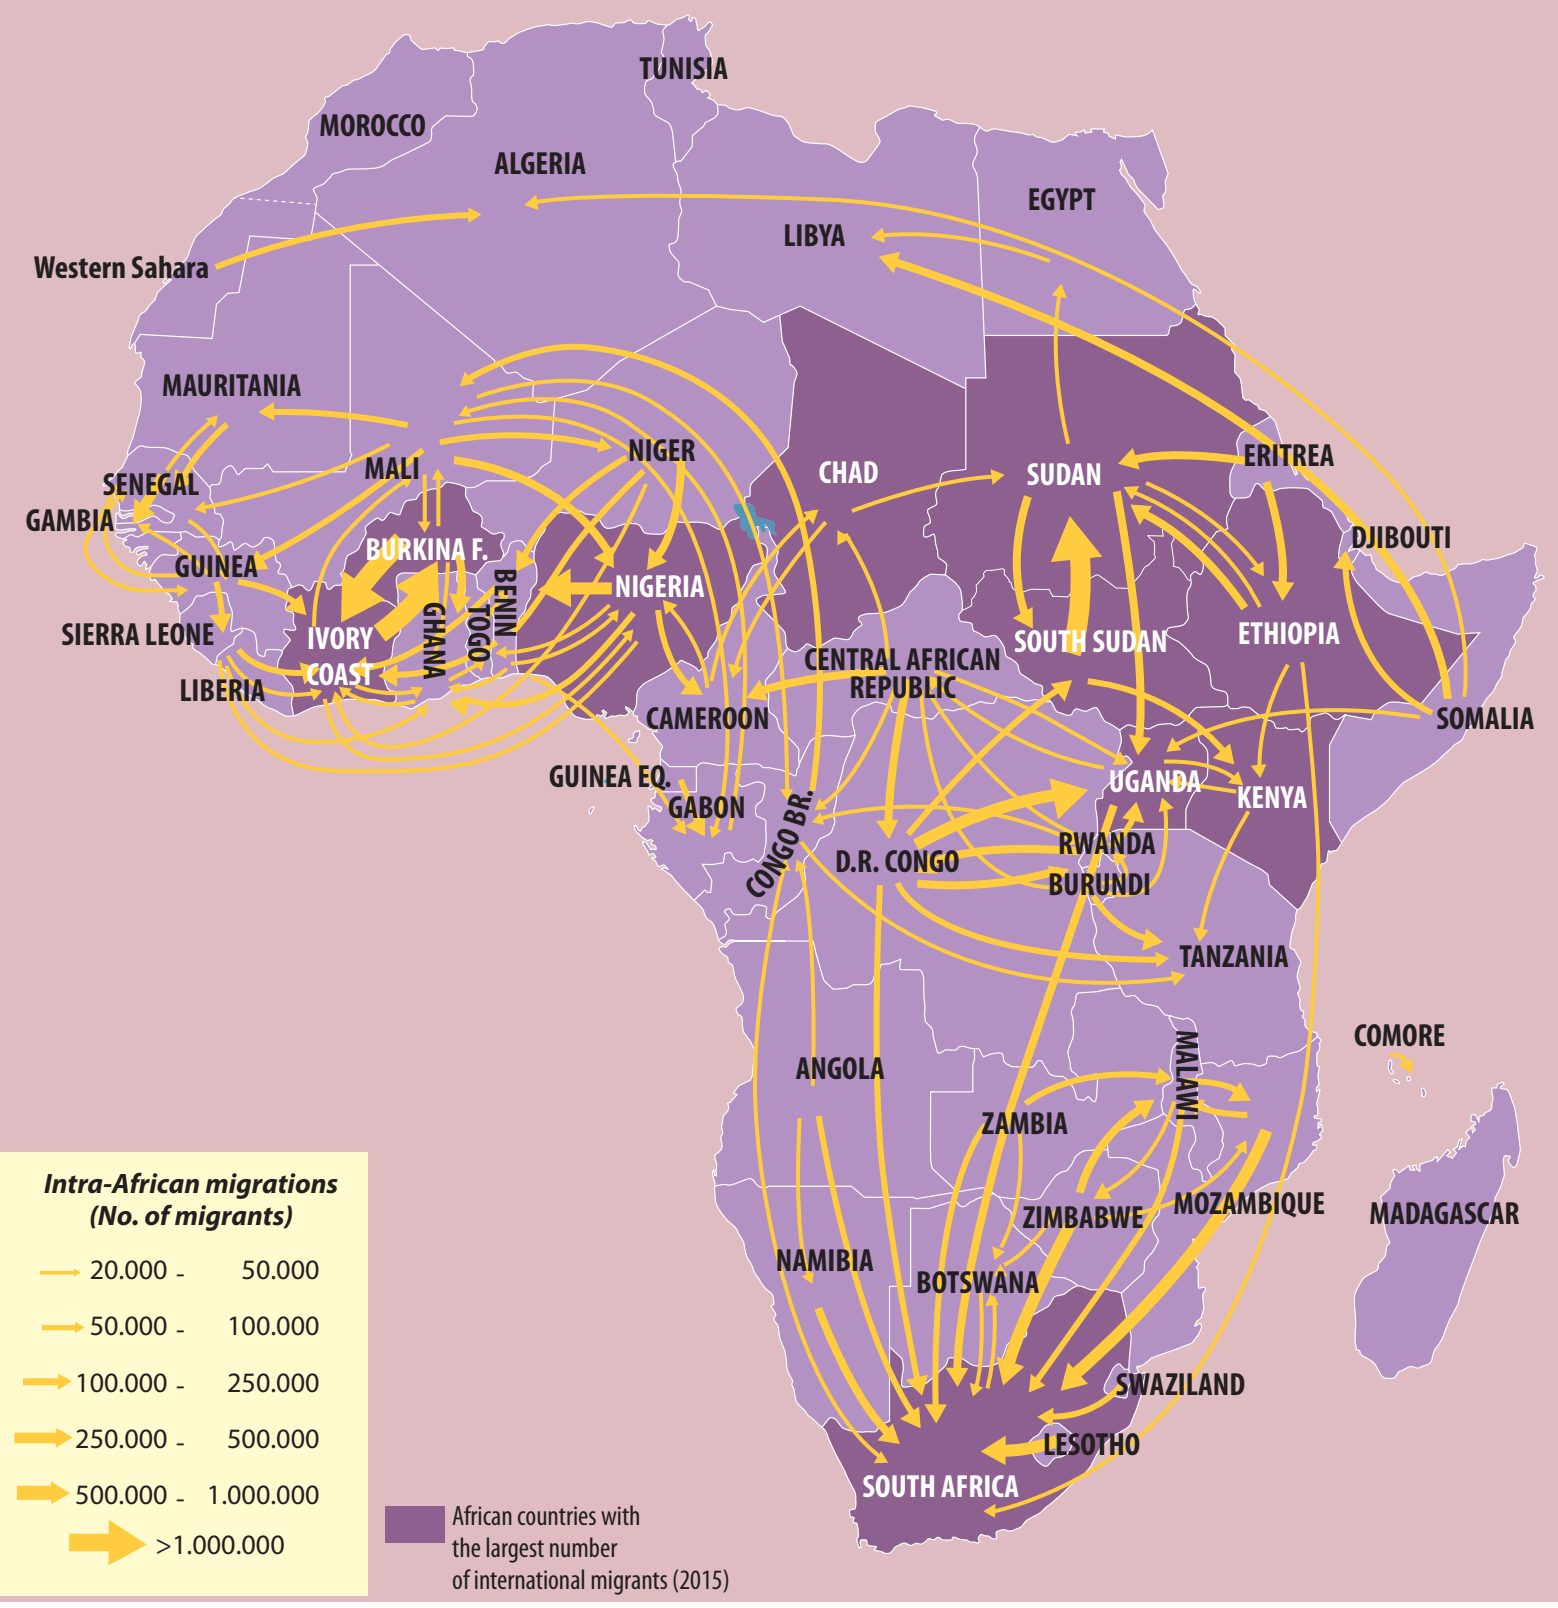 TUNISIA
MOROCCO
ALGERIA
EGYPT
LIBYA
Western Sahara
MAURITANIA
NIGER
MALI
CHAD
SUDAN
ERITREA
SENEGAL
GAMBIA
DJIBOUTI
BURKINA F.
GUINEA
NIGERIA
BENIN
TOGO
GHANA
SIERRA LEONE
IVORY
COAST
SOUTH SUDAN
ETHIOPIA
CENTRAL AFRICAN
REPUBLIC
LIBERIA
CAMEROON
SOMALIA
GUINEA EQ.
GABON
UGANDA
KENYA
CONGO BR.
D.R. CONGO
RWANDA
BURUNDI
TANZANIA
COMORE
ANGOLA
MALAWI
ZAMBIA
MOZAMBIQUE
ZIMBABWE
MADAGASCAR
NAMIBIA
BOTSWANA
SWAZILAND
LESOTHO
SOUTH AFRICA
Intra-African migrations
(No. of migrants)
20.000 - 50.000
50.000 - 100.000
100.000 - 250.000
250.000 - 500.000
500.000 - 1.000.000
>1.000.000
African countries with
the largest number
of international migrants (2015)